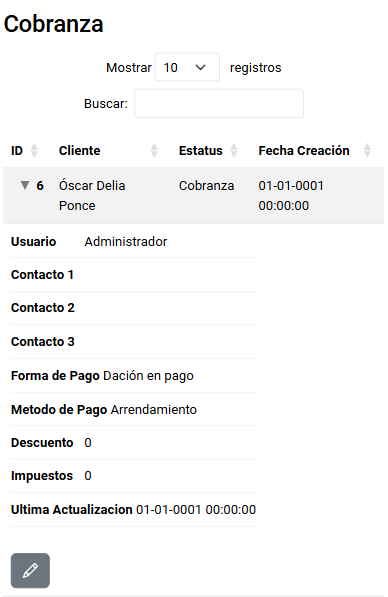 Cobranza
Mostrar 10 registros
Buscar:
ID Cliente Estatus Fecha Creación
6 Óscar Delia Cobranza 01-01-0001
Ponce 00:00:00
Usuario Administrador
Contacto 1
Contacto 2
Contacto 3
Forma de Pago Dación en pago
Metodo de Pago Arrendamiento
Descuento 0
Impuestos 0
Ultima Actualizacion 01-01-0001 00:00:00